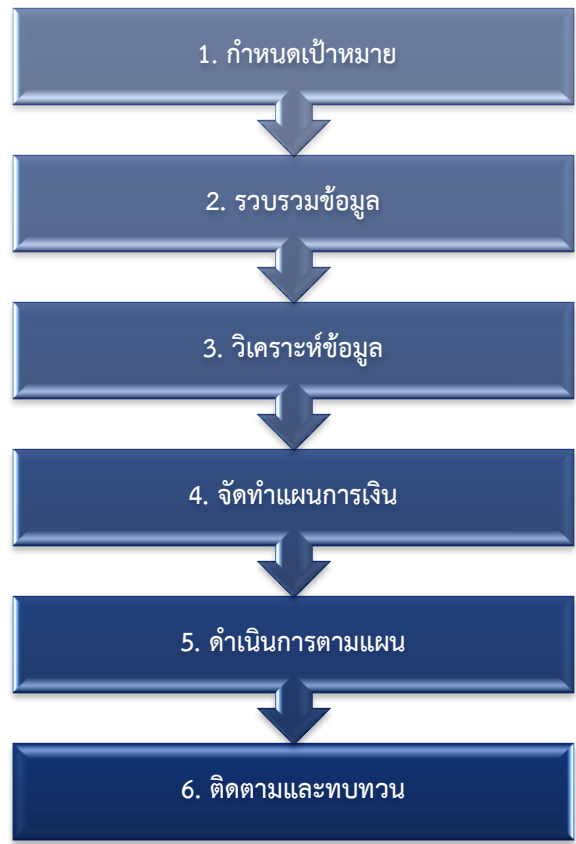 1. กำหนดเป้าหมาย
2. รวบรวมข้อมูล
3. วิเคราะห์ข้อมูล
4. จัดทำแผนการเงิน
5. ดำเนินการตามแผน
6. ติดตามและทบทวน